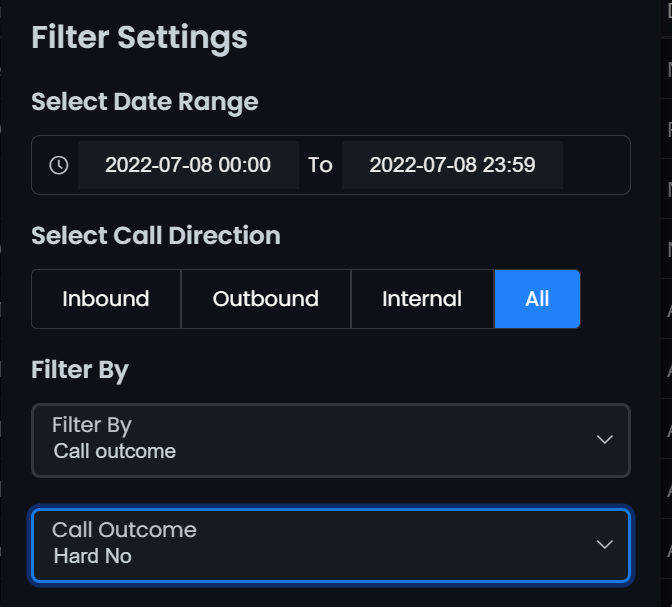 Filter Settings
Select Date Range
2022-07-08 00:00 To 2022-07-08 23:59
Select Call Direction
Inbound Outbound Internal All
Filter By
Filter By
Call outcome
Call Outcome
Hard No